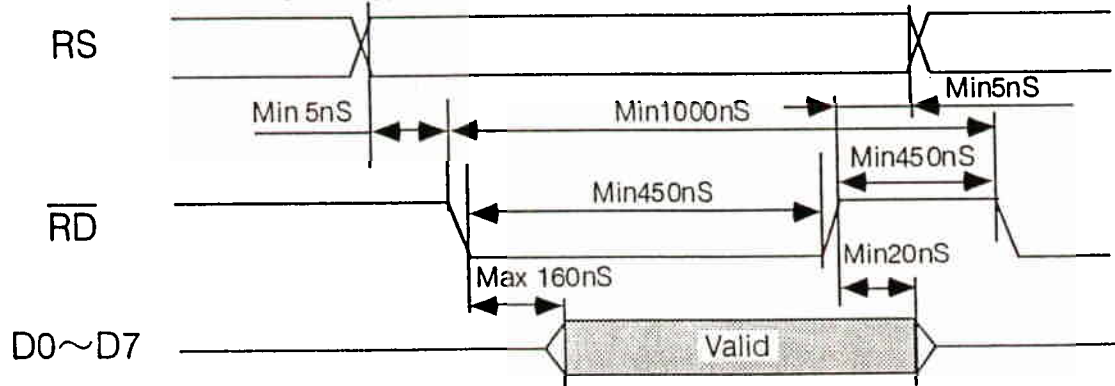 RS
Min 5nS
Min1000nS
Min5nS
Min450nS
RD
Min450nS
Min20nS
Max 160nS
D0～D7
Valid